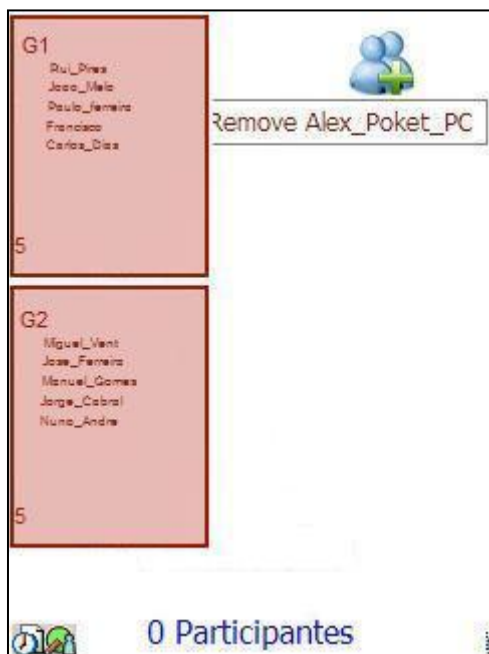 G1
Rui_Pires
Joao_Melo
Paulo_ferreira
Francisco
Carlos_Dias
Remove Alex_Poket_PC
5
G2
Miguel_Vent
Jose_Ferreira
Manuel_Gomes
Jorge_Cabral
Nuno_Andre
5
0 Participantes